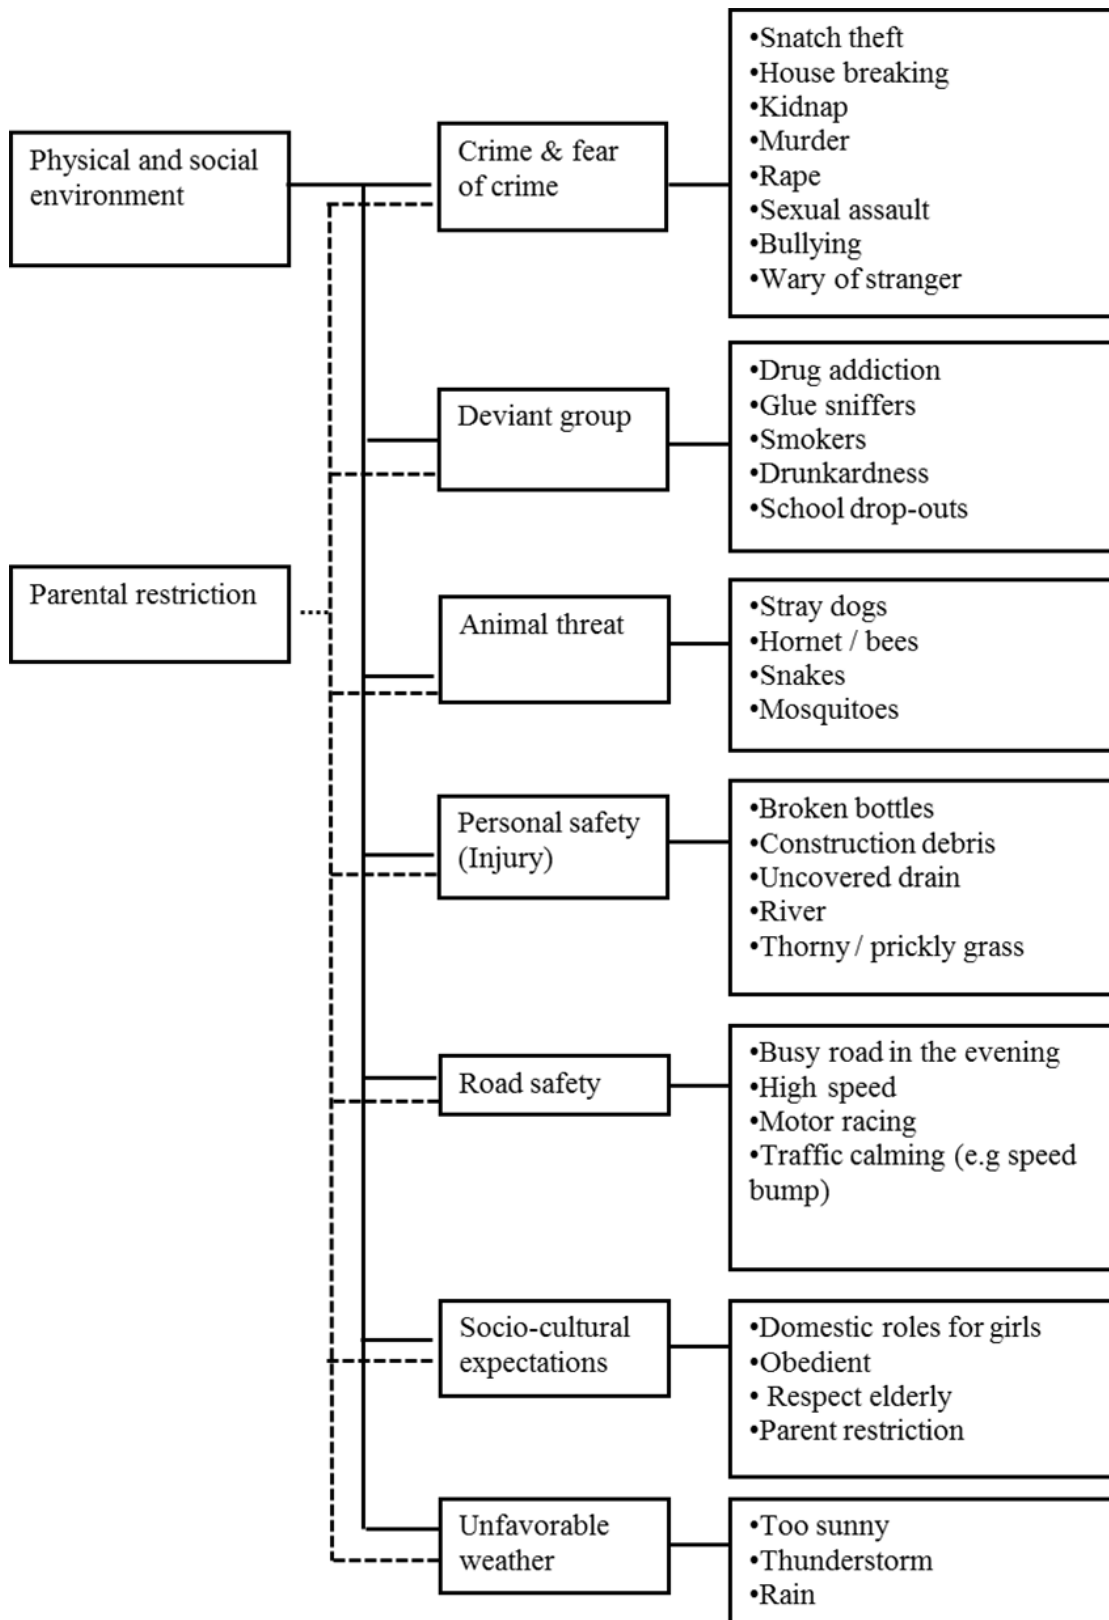 Physical and social
environment
Crime & fear
of crime
•Snatch theft
•House breaking
•Kidnap
•Murder
•Rape
•Sexual assault
•Bullying
•Wary of stranger
Deviant group
•Drug addiction
•Glue sniffers
•Smokers
•Drunkardness
•School drop-outs
Parental restriction
Animal threat
•Stray dogs
•Hornet / bees
•Snakes
•Mosquitoes
Personal safety
(Injury)
•Broken bottles
•Construction debris
•Uncovered drain
•River
•Thorny / prickly grass
Road safety
•Busy road in the evening
•High speed
•Motor racing
•Traffic calming (e.g speed
bump)
Socio-cultural
expectations
•Domestic roles for girls
•Obedient
• Respect elderly
•Parent restriction
Unfavorable
weather
•Too sunny
•Thunderstorm
•Rain